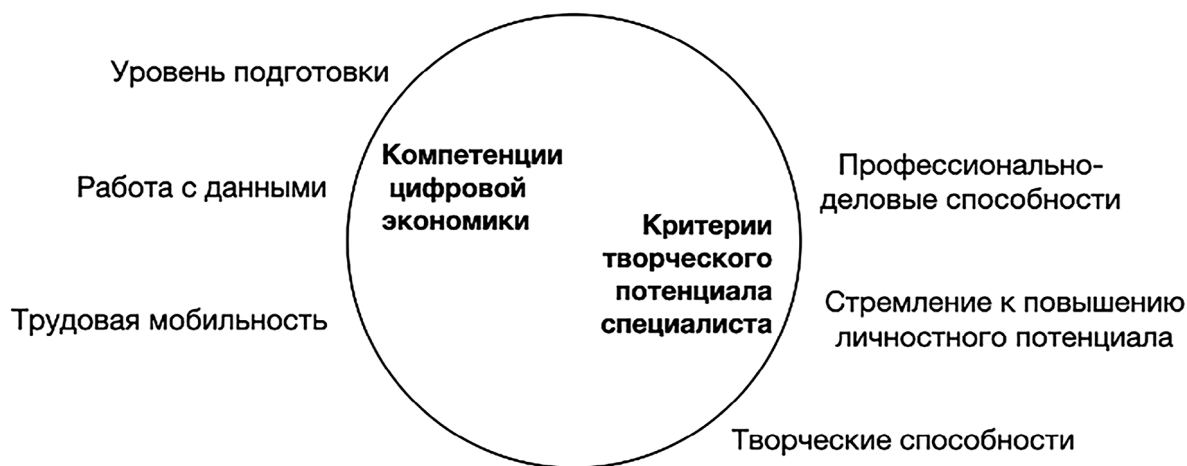 Уровень подготовки
Работа с данными
Трудовая мобильность
Компетенции
цифровой
экономики
Критерии
творческого
потенциала
специалиста
Профессионально-
деловые способности
Стремление к повышению
личностного потенциала
Творческие способности